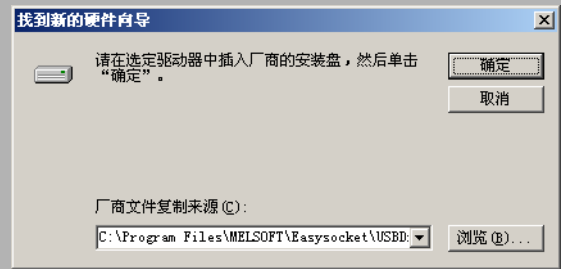 找到新的硬件向导
请在选定驱动器中插入厂商的安装盘，然后单击
“确定”。
确定
取消
厂商文件复制来源(C):
C:\Program Files\MELSOFT\Easysocket\USBD:
浏览(B)...